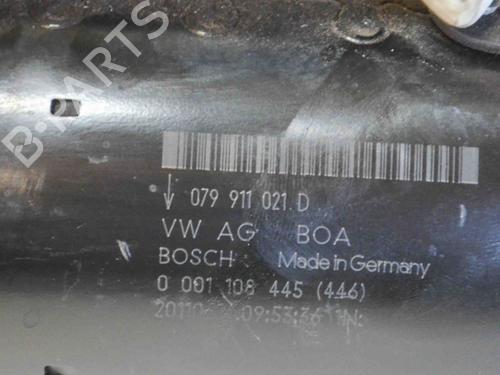 B-PARTS
079 911 021 D
VW AG BOA
BOSCH Made in Germany
0 001 108 445 (446)